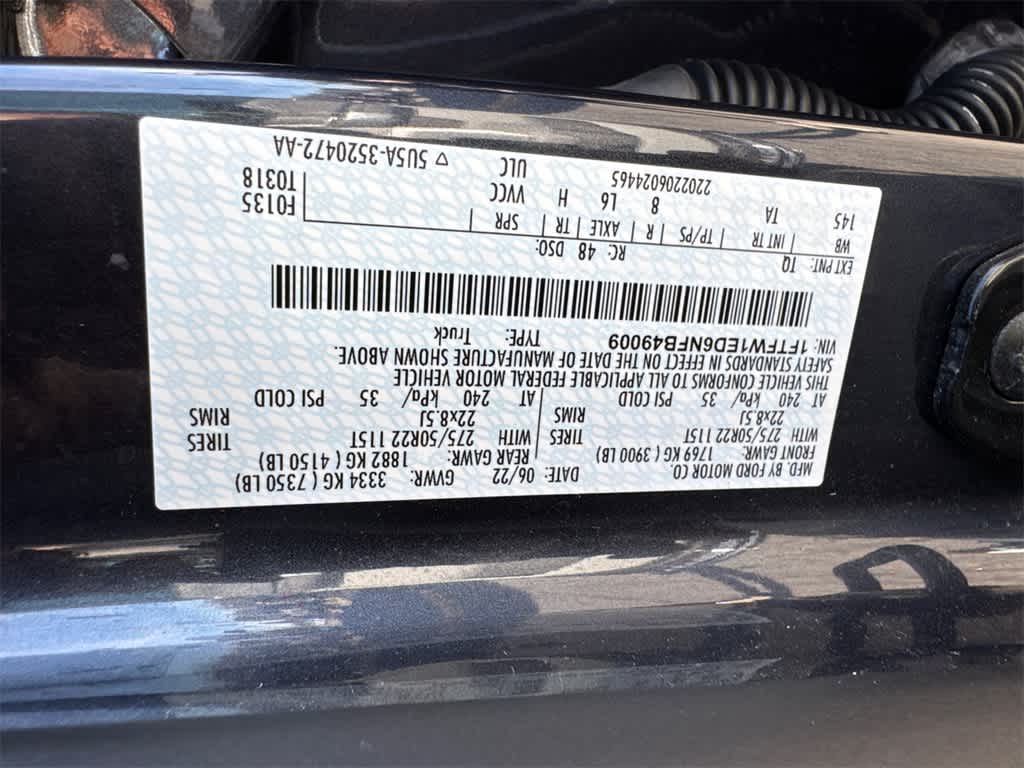 MFD. BY FORD MOTOR CO. DATE: 06/22 GVWR: 3334 KG ( 7350 LB)
FRONT GAWR: 1769 KG ( 3900 LB) REAR GAWR: 1882 KG ( 4150 LB)
WITH 275/50R22 115T TIRES WITH 275/50R22 115T TIRES
22x8.5J RIMS 22x8.5J RIMS
AT 240 kPa/ 35 PSI COLD AT 240 kPa/ 35 PSI COLD
THIS VEHICLE CONFORMS TO ALL APPLICABLE FEDERAL MOTOR VEHICLE
SAFETY STANDARDS IN EFFECT ON THE DATE OF MANUFACTURE SHOWN ABOVE.
VIN: 1FTFW1ED6NFB49009 TYPE: Truck
EXT PNT: TQ RC: 48 DSO:
WB INT TR TP/PS R AXLE TR SPR F0135
145 TA 8 L6 H VVCC T0318
2202206024465 ULC ▽ 5U5A-3520472-AA